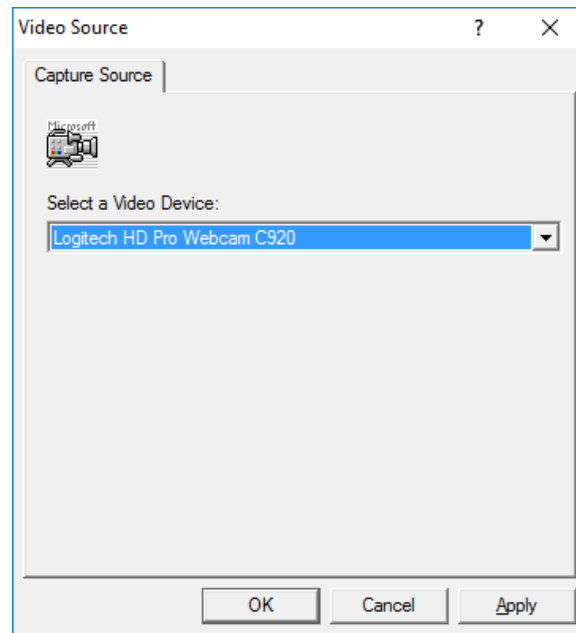 Video Source
?
Capture Source
Microsoft
Select a Video Device:
Logitech HD Pro Webcam C920
OK Cancel Apply